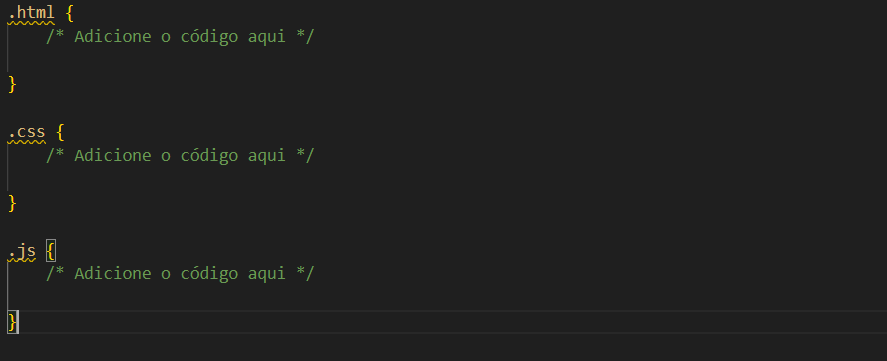 .html {
/* Adicione o código aqui */
}
.css {
/* Adicione o código aqui */
}
.js {
/* Adicione o código aqui */
}